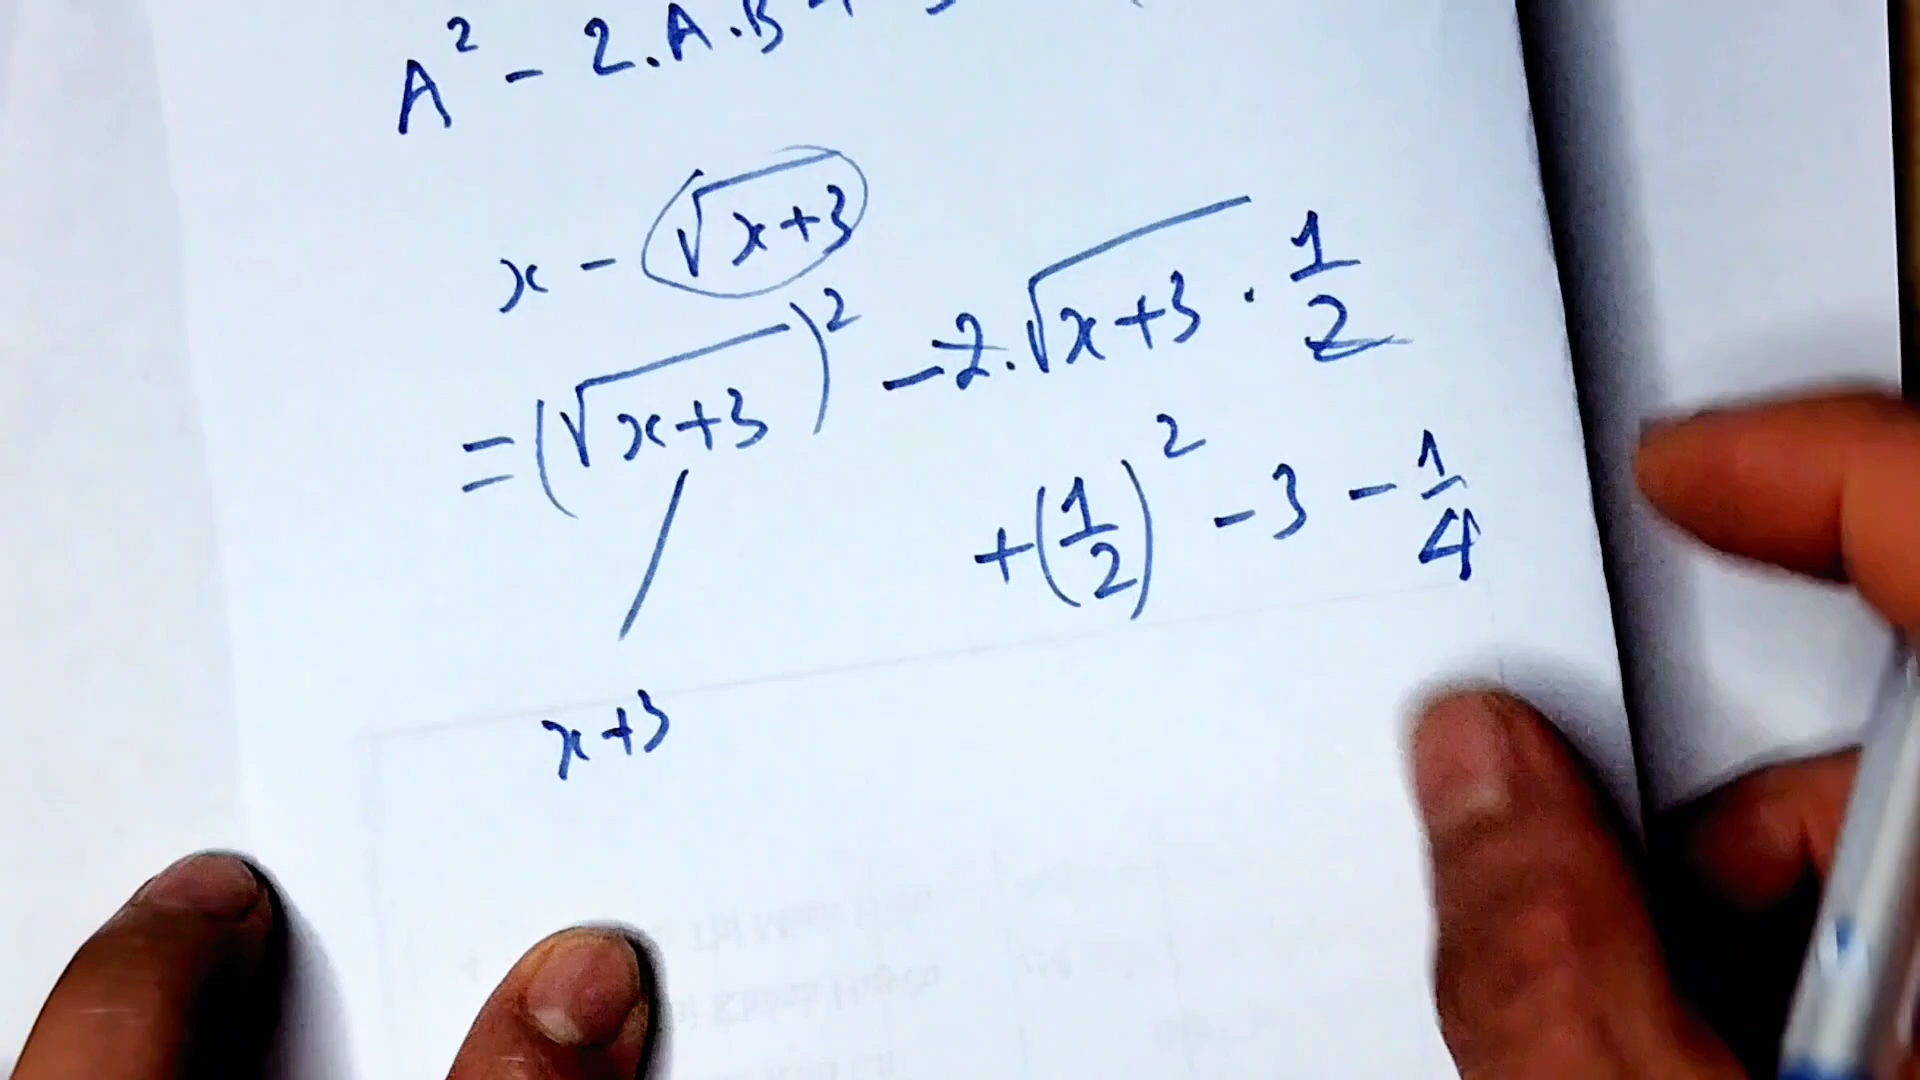 A² - 2.A.B
x - √(x+3)
= (√(x+3))² - 2.√(x+3) · 1/2
+ (1/2)² - 3 - 1/4
x+3